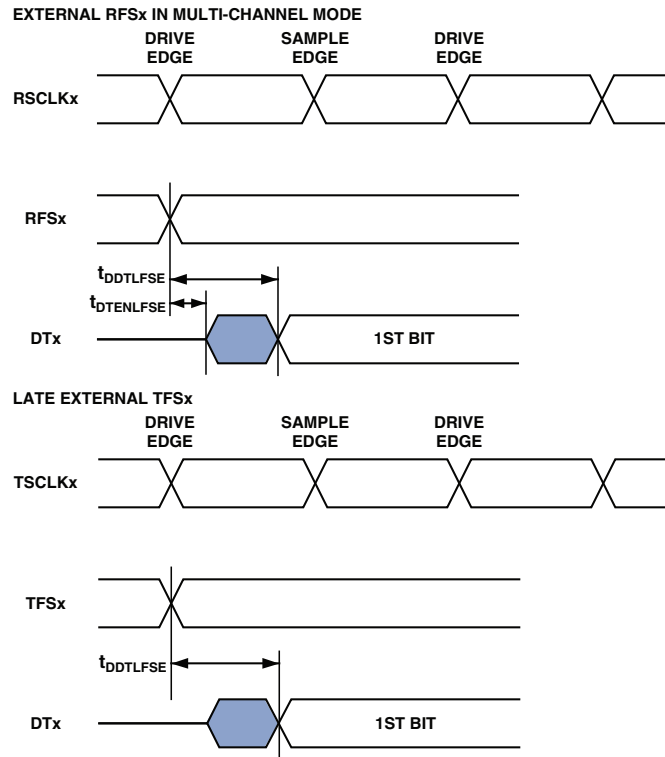 EXTERNAL RFSx IN MULTI-CHANNEL MODE
DRIVE EDGE
SAMPLE EDGE
DRIVE EDGE
RSCLKx
RFSx
tDDTLFSE
tDTENLFSE
DTx
1ST BIT
LATE EXTERNAL TFSx
DRIVE EDGE
SAMPLE EDGE
DRIVE EDGE
TSCLKx
TFSx
tDDTLFSE
DTx
1ST BIT